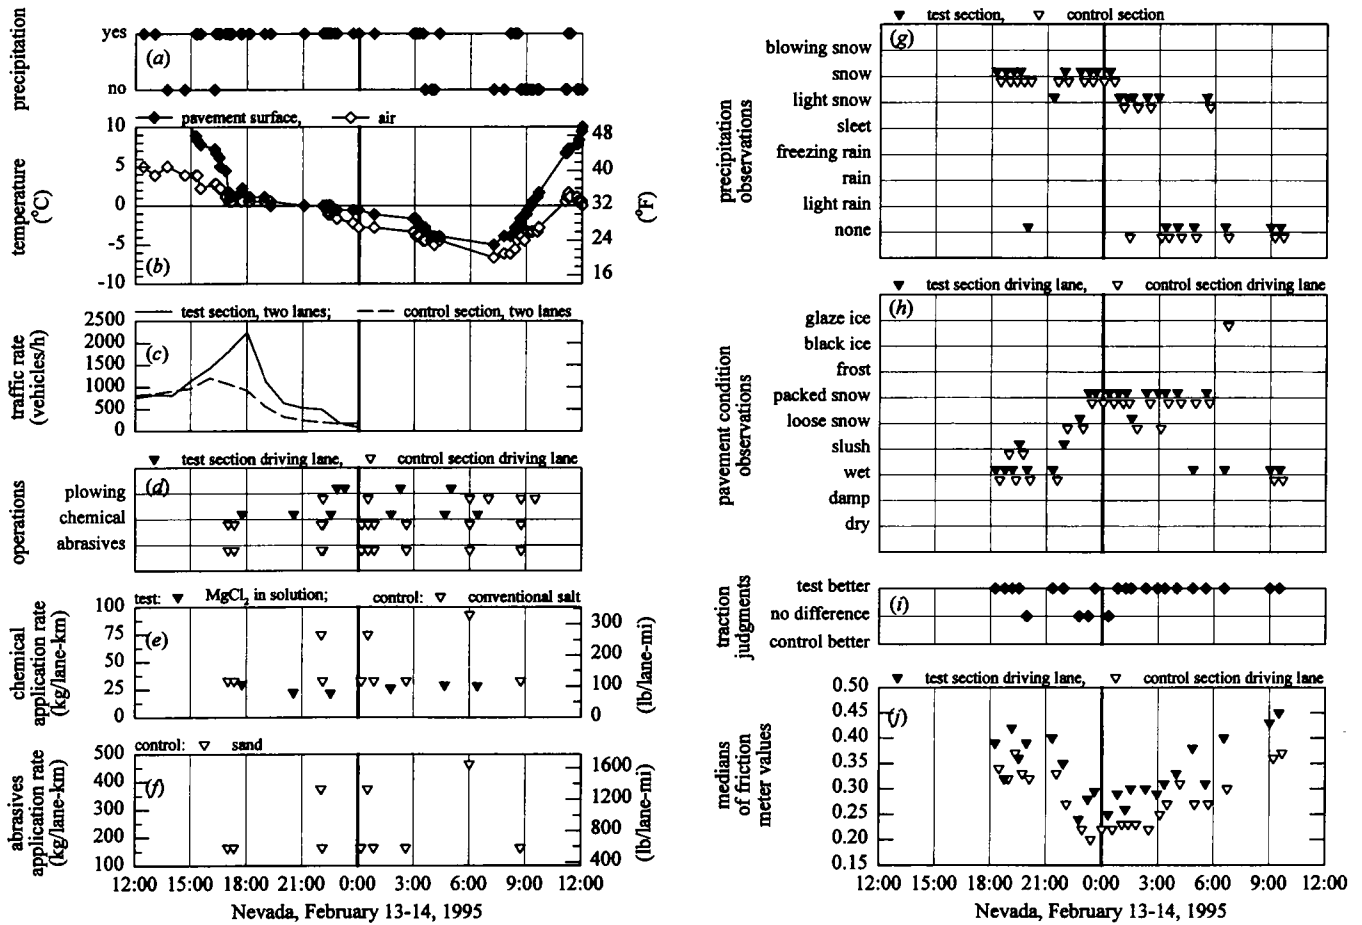 precipitation
yes
no
(a)
pavement surface, air
temperature
(°C)
10
5
0
-5
-10
(b)
48
40
32
24
16
(°F)
test section, two lanes; control section, two lanes
traffic rate
(vehicles/h)
2500
2000
1500
1000
500
0
(c)
test section driving lane, control section driving lane
operations
plowing
chemical
abrasives
(d)
test: MgCl2 in solution; control: conventional salt
chemical
application rate
(kg/lane-km)
100
75
50
25
0
(e)
300
200
100
0
(lb/lane-mi)
control: sand
abrasives
application rate
(kg/lane-km)
500
400
300
200
100
(f)
1600
1200
800
400
(lb/lane-mi)
12:00 15:00 18:00 21:00 0:00 3:00 6:00 9:00 12:00
Nevada, February 13-14, 1995
test section, control section
precipitation
observations
blowing snow
snow
light snow
sleet
freezing rain
rain
light rain
none
(g)
test section driving lane, control section driving lane
pavement condition
observations
glaze ice
black ice
frost
packed snow
loose snow
slush
wet
damp
dry
(h)
traction
judgments
test better
no difference
control better
(i)
test section driving lane, control section driving lane
medians
of friction
meter values
0.50
0.45
0.40
0.35
0.30
0.25
0.20
0.15
(j)
12:00 15:00 18:00 21:00 0:00 3:00 6:00 9:00 12:00
Nevada, February 13-14, 1995